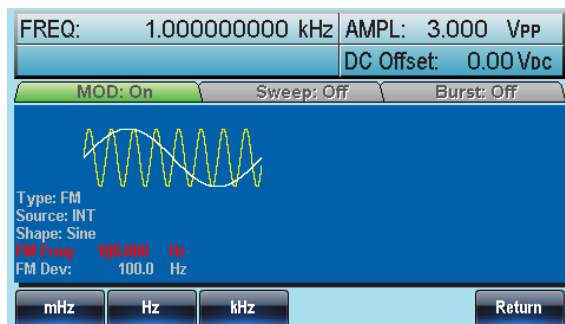 FREQ: 1.000000000 kHz AMPL: 3.000 VPP
DC Offset: 0.00 VDC
MOD: On Sweep: Off Burst: Off
Type: FM
Source: INT
Shape: Sine
FM Freq: 100.000 Hz
FM Dev: 100.0 Hz
mHz Hz kHz Return